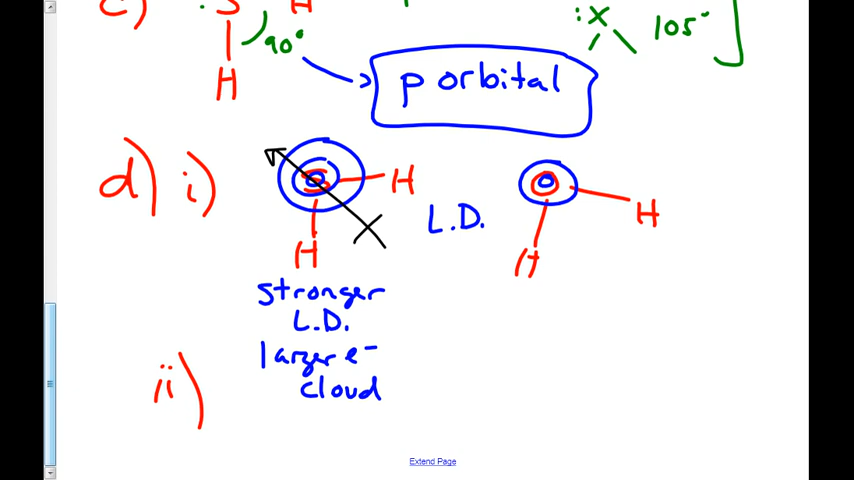 c) S H
90°
H
p orbital
:X 105°
d) i) H H
L.D.
H H
stronger
L.D.
larger e-
cloud
ii)
Extend Page